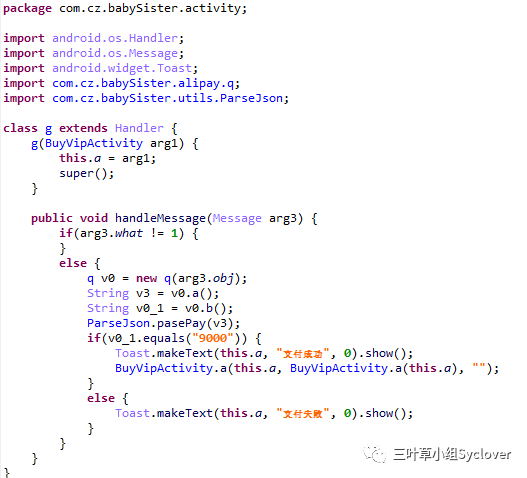 package com.cz.babySister.activity;
import android.os.Handler;
import android.os.Message;
import android.widget.Toast;
import com.cz.babySister.alipay.q;
import com.cz.babySister.utils.ParseJson;
class g extends Handler {
    g(BuyVipActivity arg1) {
        this.a = arg1;
        super();
    }
    public void handleMessage(Message arg3) {
        if(arg3.what != 1) {
        }
        else {
            q v0 = new q(arg3.obj);
            String v3 = v0.a();
            String v0_1 = v0.b();
            ParseJson.pasePay(v3);
            if(v0_1.equals("9000")) {
                Toast.makeText(this.a, "支付成功", 0).show();
                BuyVipActivity.a(this.a, BuyVipActivity.a(this.a), "");
            }
            else {
                Toast.makeText(this.a, "支付失败", 0).show();
            }
        }
    }
}
三叶草小组Syclover